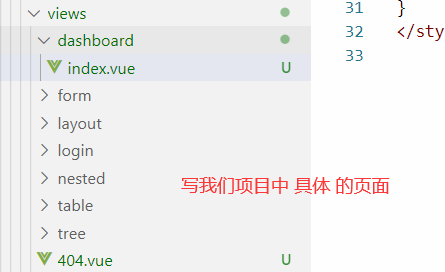 views
dashboard
index.vue U
form
layout
login
nested
table
tree
404.vue U
31 }
32 </sty
33
写我们项目中 具体 的页面